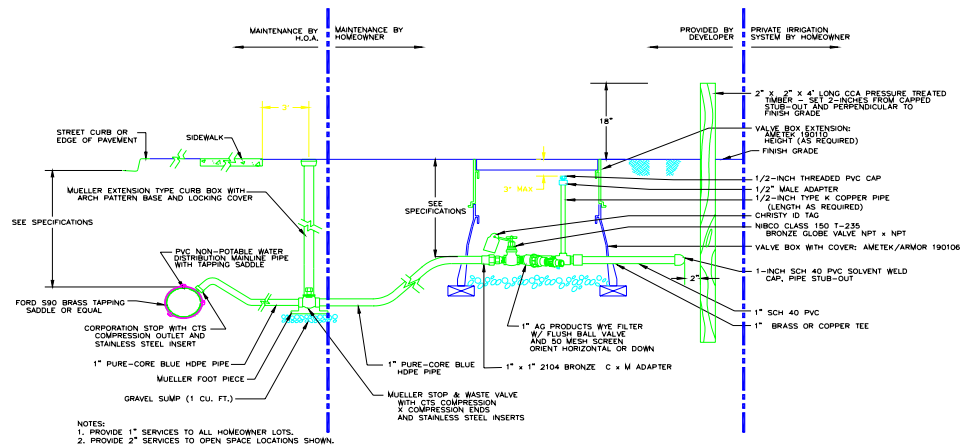 MAINTENANCE BY
H.O.A.
MAINTENANCE BY
HOMEOWNER
PROVIDED BY
DEVELOPER
PRIVATE IRRIGATION
SYSTEM BY HOMEOWNER
3'
STREET CURB OR
EDGE OF PAVEMENT
SIDEWALK
18"
2" X 2" X 4' LONG CCA PRESSURE TREATED
TIMBER - SET 2-INCHES FROM CAPPED
STUB-OUT AND PERPENDICULAR TO
FINISH GRADE
VALVE BOX EXTENSION:
AMETEK 190110
HEIGHT (AS REQUIRED)
FINISH GRADE
MUELLER EXTENSION TYPE CURB BOX WITH
ARCH PATTERN BASE AND LOCKING COVER
2' MAX
1/2-INCH THREADED PVC CAP
1/2" MALE ADAPTER
1/2-INCH TYPE K COPPER PIPE
(LENGTH AS REQUIRED)
SEE SPECIFICATIONS
SEE
SPECIFICATIONS
CHRISTY ID TAG
NIBCO CLASS 150 T-235
BRONZE GLOBE VALVE NPT x NPT
VALVE BOX WITH COVER: AMETEK/ARMOR 190106
PVC NON-POTABLE WATER
DISTRIBUTION MAINLINE PIPE
WITH TAPPING SADDLE
1-INCH SCH 40 PVC SOLVENT WELD
CAP, PIPE STUB-OUT
2"
FORD S90 BRASS TAPPING
SADDLE OR EQUAL
1" SCH 40 PVC
1" BRASS OR COPPER TEE
CORPORATION STOP WITH CTS
COMPRESSION OUTLET AND
STAINLESS STEEL INSERT
1" AG PRODUCTS WYE FILTER
W/ FLUSH BALL VALVE
AND 50 MESH SCREEN
ORIENT HORIZONTAL OR DOWN
1" PURE-CORE BLUE HDPE PIPE
1" PURE-CORE BLUE
HDPE PIPE
1" x 1" 2104 BRONZE C x M ADAPTER
MUELLER FOOT PIECE
GRAVEL SUMP (1 CU. FT.)
MUELLER STOP & WASTE VALVE
WITH CTS COMPRESSION
X COMPRESSION ENDS
AND STAINLESS STEEL INSERTS
NOTES:
1. PROVIDE 1" SERVICES TO ALL HOMEOWNER LOTS.
2. PROVIDE 2" SERVICES TO OPEN SPACE LOCATIONS SHOWN.